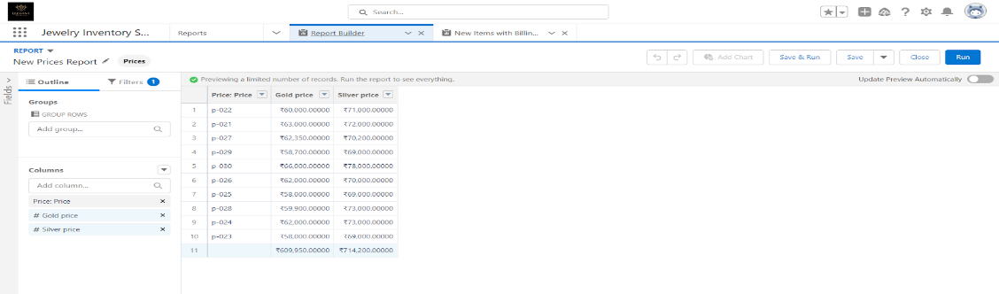 ELEGANT
Search...
Jewelry Inventory S...
Reports
Report Builder
New Items with Billin...
REPORT
New Prices Report
Prices
Add Chart
Save & Run
Save
Close
Run
Fields
Outline
Filters 1
Previewing a limited number of records. Run the report to see everything.
Update Preview Automatically
Groups
GROUP ROWS
Add group...
Columns
Add column...
Price: Price
# Gold price
# Silver price
Price: Price Gold price Silver price
1 p-022 ₹60,000.00000 ₹71,000.00000
2 p-021 ₹63,000.00000 ₹72,000.00000
3 p-027 ₹62,350.00000 ₹70,200.00000
4 p-029 ₹58,700.00000 ₹69,000.00000
5 p-030 ₹66,000.00000 ₹78,000.00000
6 p-026 ₹62,000.00000 ₹70,000.00000
7 p-025 ₹58,000.00000 ₹69,000.00000
8 p-028 ₹59,900.00000 ₹73,000.00000
9 p-024 ₹62,000.00000 ₹73,000.00000
10 p-023 ₹58,000.00000 ₹69,000.00000
11 ₹609,950.00000 ₹714,200.00000